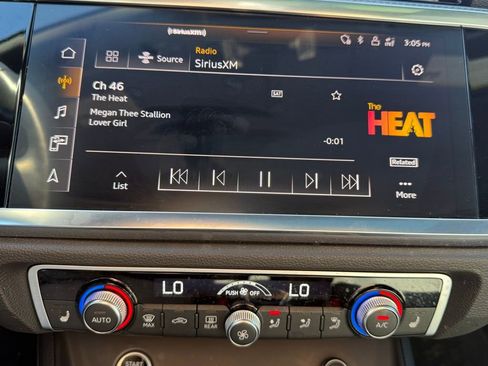 SiriusXM
3:05 PM
Radio
Source
SiriusXM
Ch 46
The Heat
SAT
Megan Thee Stallion
Lover Girl
-0:01
The
HEAT
Related
List
More
LO
PUSH OFF
LO
AUTO
MAX
REAR
A/C